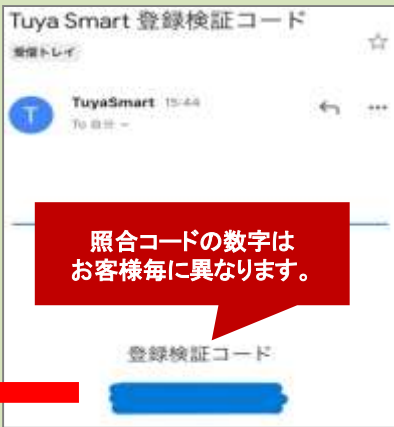 Tuya Smart 登録検証コード
受信トレイ
T
TuyaSmart 15:44
To 自分
照合コードの数字は
お客様毎に異なります。
登録検証コード